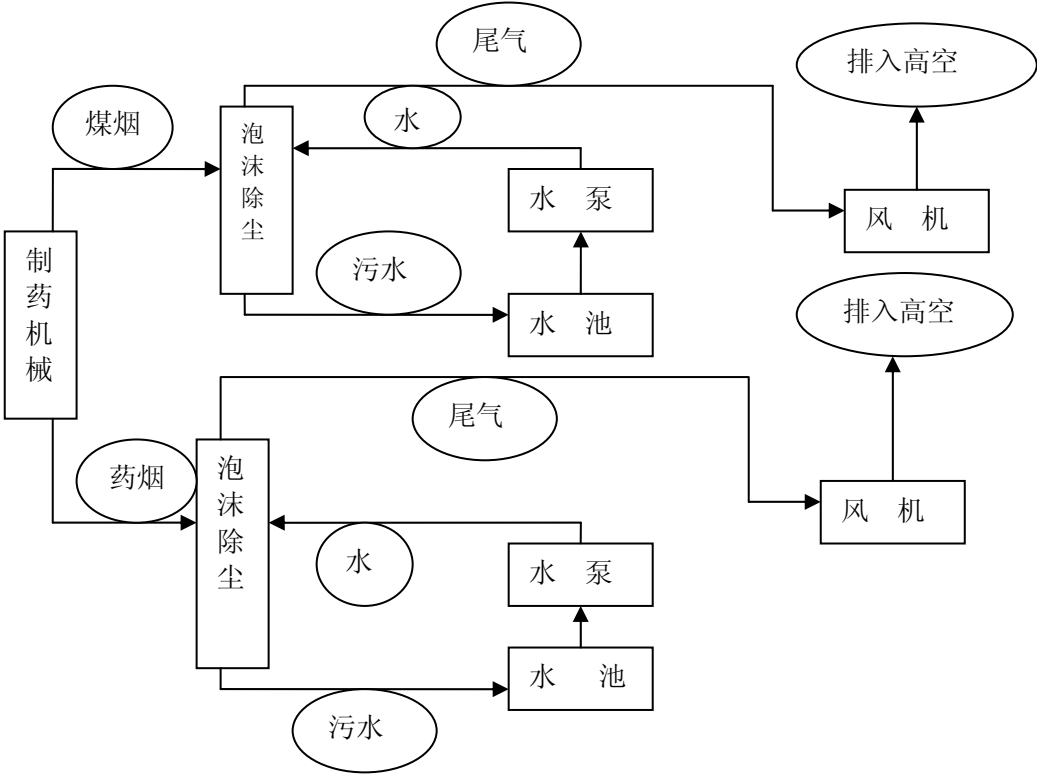 尾气
排入高空
煤烟
水
泡沫除尘
水 泵
风 机
制药机械
污水
水 池
排入高空
尾气
药烟
泡沫除尘
风 机
水
水 泵
水 池
污水